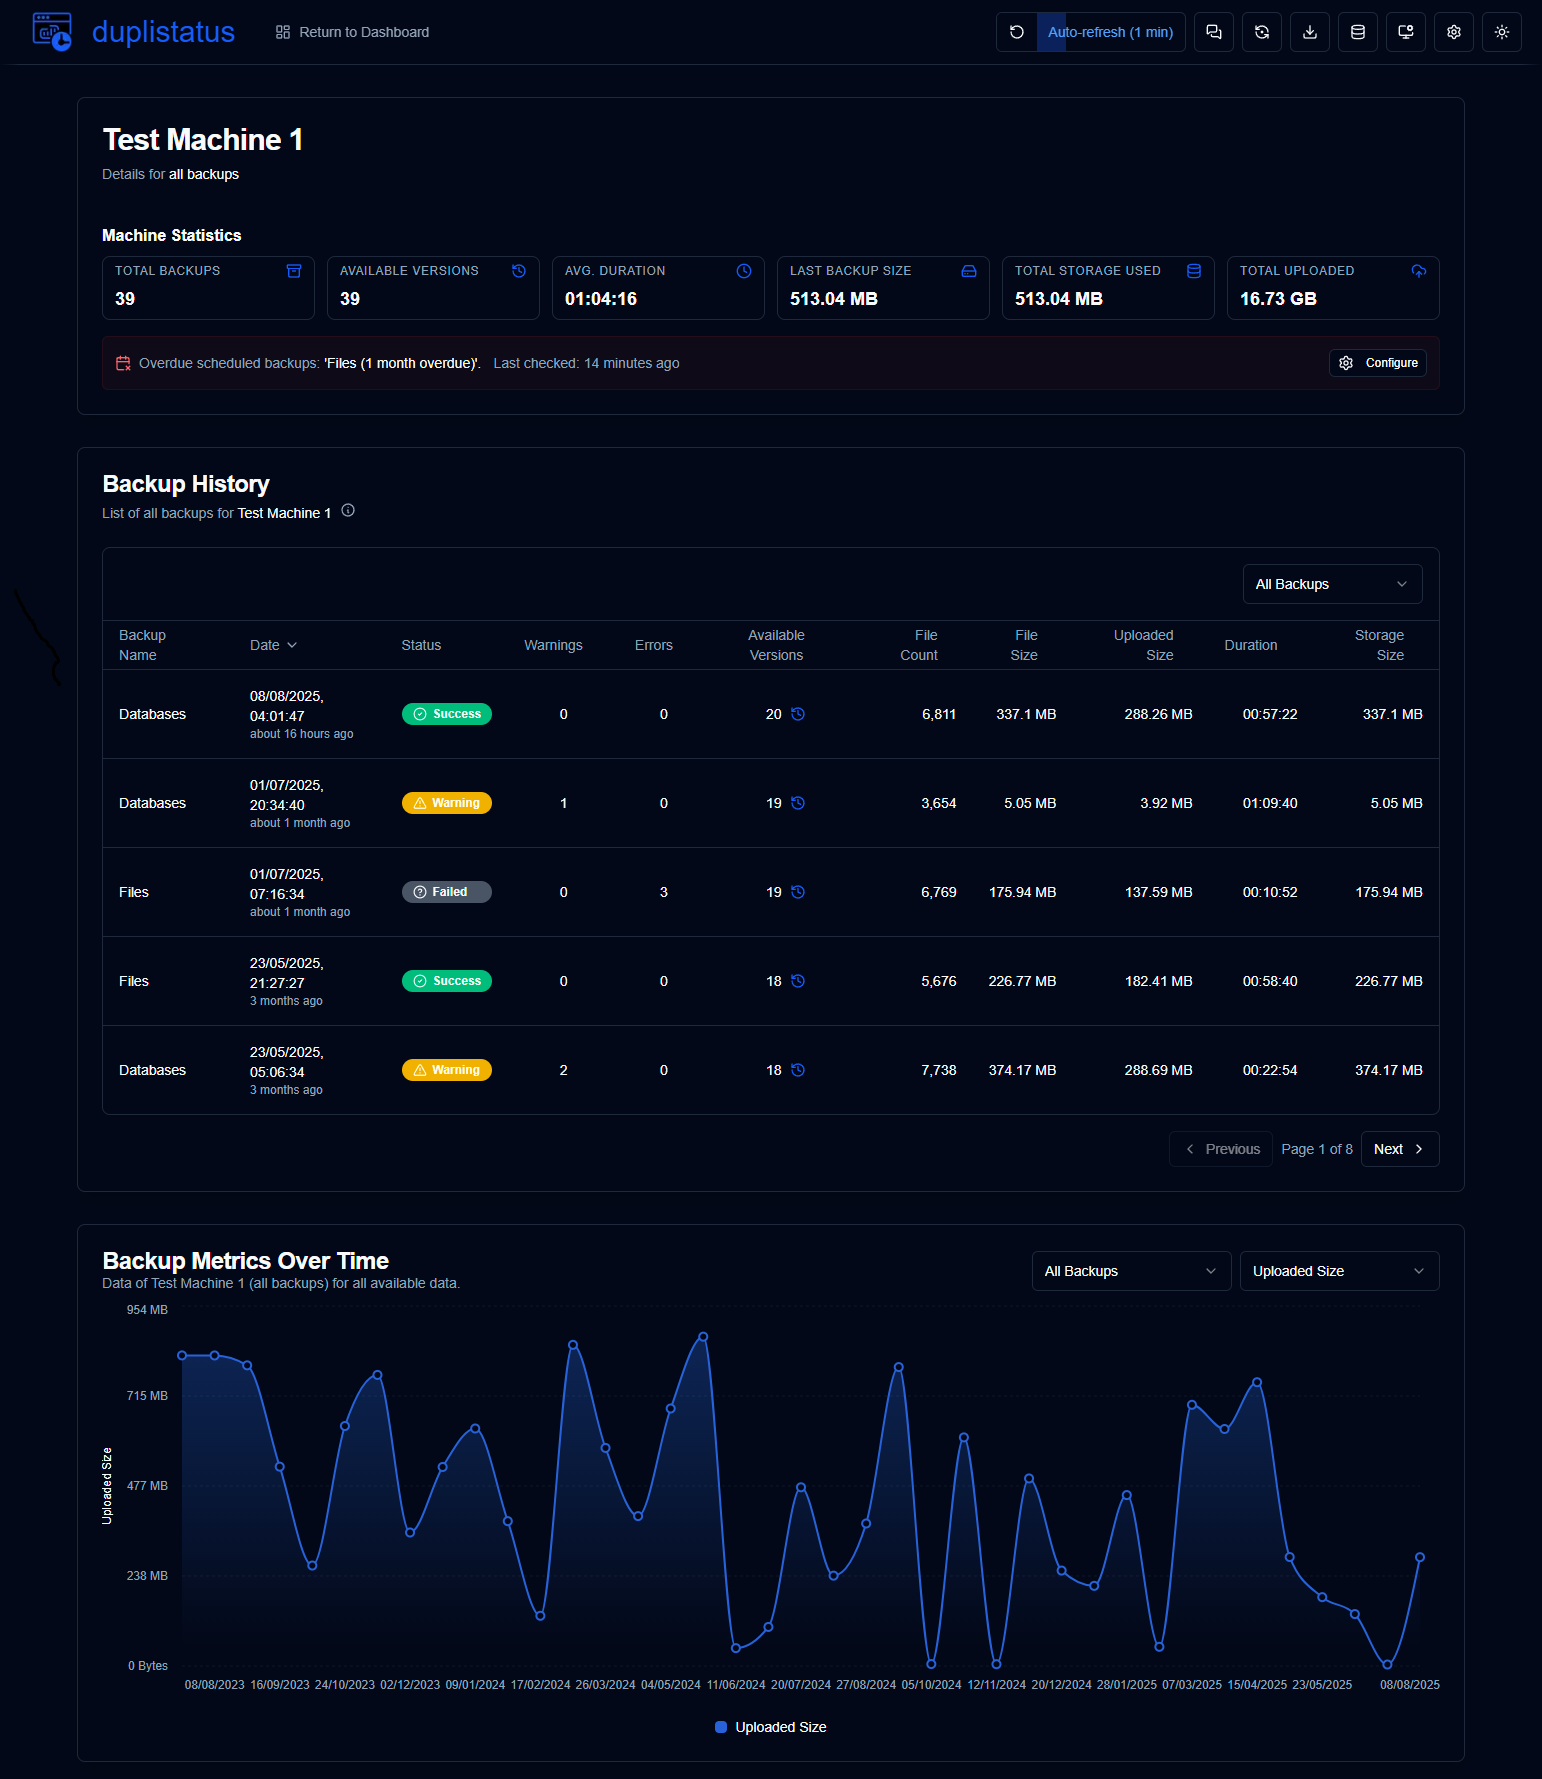 duplistatus
Return to Dashboard
Auto-refresh (1 min)
Test Machine 1
Details for all backups
Machine Statistics
TOTAL BACKUPS
39
AVAILABLE VERSIONS
39
AVG. DURATION
01:04:16
LAST BACKUP SIZE
513.04 MB
TOTAL STORAGE USED
513.04 MB
TOTAL UPLOADED
16.73 GB
Overdue scheduled backups: 'Files (1 month overdue)'. Last checked: 14 minutes ago
Configure
Backup History
List of all backups for Test Machine 1
All Backups
Backup Name
Date
Status
Warnings
Errors
Available Versions
File Count
File Size
Uploaded Size
Duration
Storage Size
Databases
08/08/2025, 04:01:47
about 16 hours ago
Success
0
0
20
6,811
337.1 MB
288.26 MB
00:57:22
337.1 MB
Databases
01/07/2025, 20:34:40
about 1 month ago
Warning
1
0
19
3,654
5.05 MB
3.92 MB
01:09:40
5.05 MB
Files
01/07/2025, 07:16:34
about 1 month ago
Failed
0
3
19
6,769
175.94 MB
137.59 MB
00:10:52
175.94 MB
Files
23/05/2025, 21:27:27
3 months ago
Success
0
0
18
5,676
226.77 MB
182.41 MB
00:58:40
226.77 MB
Databases
23/05/2025, 05:06:34
3 months ago
Warning
2
0
18
7,738
374.17 MB
288.69 MB
00:22:54
374.17 MB
Previous
Page 1 of 8
Next
Backup Metrics Over Time
Data of Test Machine 1 (all backups) for all available data.
All Backups
Uploaded Size
954 MB
715 MB
477 MB
238 MB
0 Bytes
Uploaded Size
08/08/2023 16/09/2023 24/10/2023 02/12/2023 09/01/2024 17/02/2024 26/03/2024 04/05/2024 11/06/2024 20/07/2024 27/08/2024 05/10/2024 12/11/2024 20/12/2024 28/01/2025 07/03/2025 15/04/2025 23/05/2025 08/08/2025
Uploaded Size